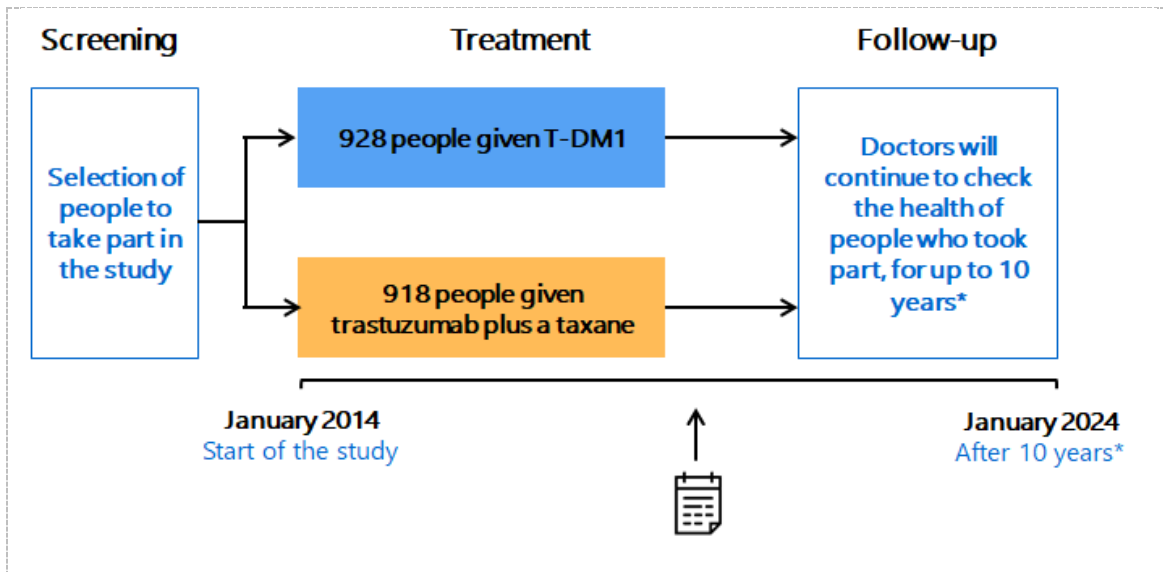 Screening
Treatment
Follow-up
Selection of
people to
take part in
the study
928 people given T-DM1
918 people given
trastuzumab plus a taxane
Doctors will
continue to check
the health of
people who took
part, for up to 10
years*
January 2014
Start of the study
January 2024
After 10 years*